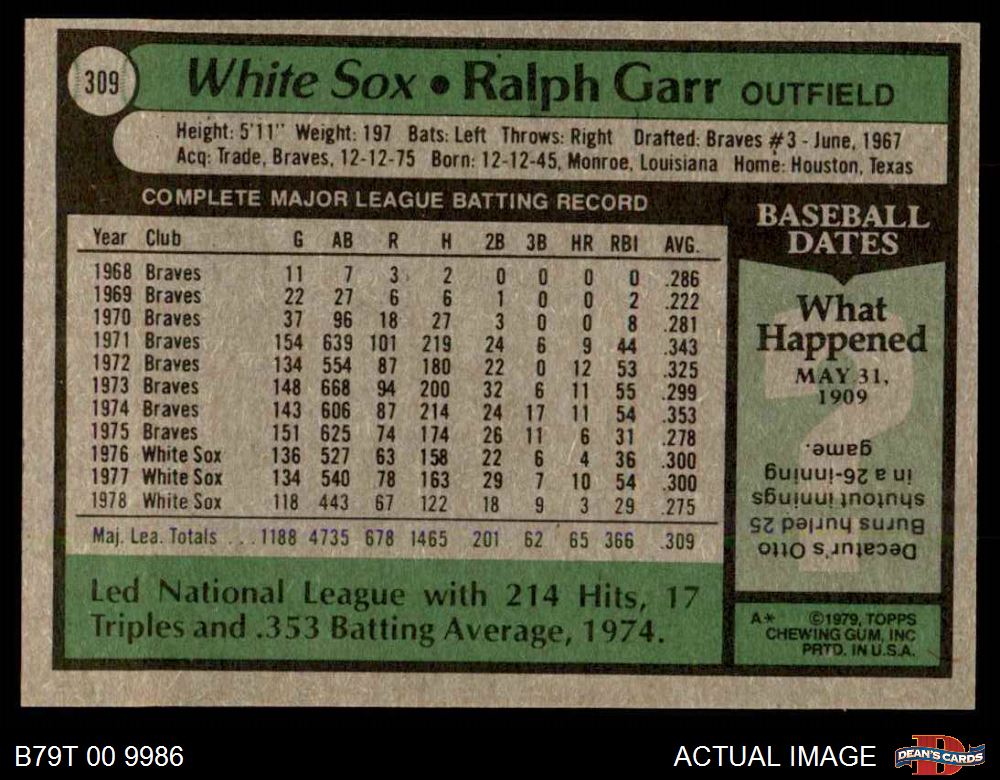 309
White Sox • Ralph Garr OUTFIELD
Height: 5'11" Weight: 197 Bats: Left Throws: Right Drafted: Braves #3 - June, 1967
Acq: Trade, Braves, 12-12-75 Born: 12-12-45, Monroe, Louisiana Home: Houston, Texas
COMPLETE MAJOR LEAGUE BATTING RECORD
Year Club G AB R H 2B 3B HR RBI AVG.
1968 Braves 11 7 3 2 0 0 0 0 .286
1969 Braves 22 27 6 6 1 0 0 2 .222
1970 Braves 37 96 18 27 3 0 0 8 .281
1971 Braves 154 639 101 219 24 6 9 44 .343
1972 Braves 134 554 87 180 22 0 12 53 .325
1973 Braves 148 668 94 200 32 6 11 55 .299
1974 Braves 143 606 87 214 24 17 11 54 .353
1975 Braves 151 625 74 174 26 11 6 31 .278
1976 White Sox 136 527 63 158 22 6 4 36 .300
1977 White Sox 134 540 78 163 29 7 10 54 .300
1978 White Sox 118 443 67 122 18 9 3 29 .275
Maj. Lea. Totals ... 1188 4735 678 1465 201 62 65 366 .309
Led National League with 214 Hits, 17
Triples and .353 Batting Average, 1974.
BASEBALL
DATES
What
Happened
MAY 31,
1909
Decatur's Otto
Burns hurled 25
shutout innings
in a 26-inning
game.
A* ©1979, TOPPS
CHEWING GUM, INC
PRTD. IN U.S.A.
B79T 00 9986
ACTUAL IMAGE
D
DEAN'S CARDS